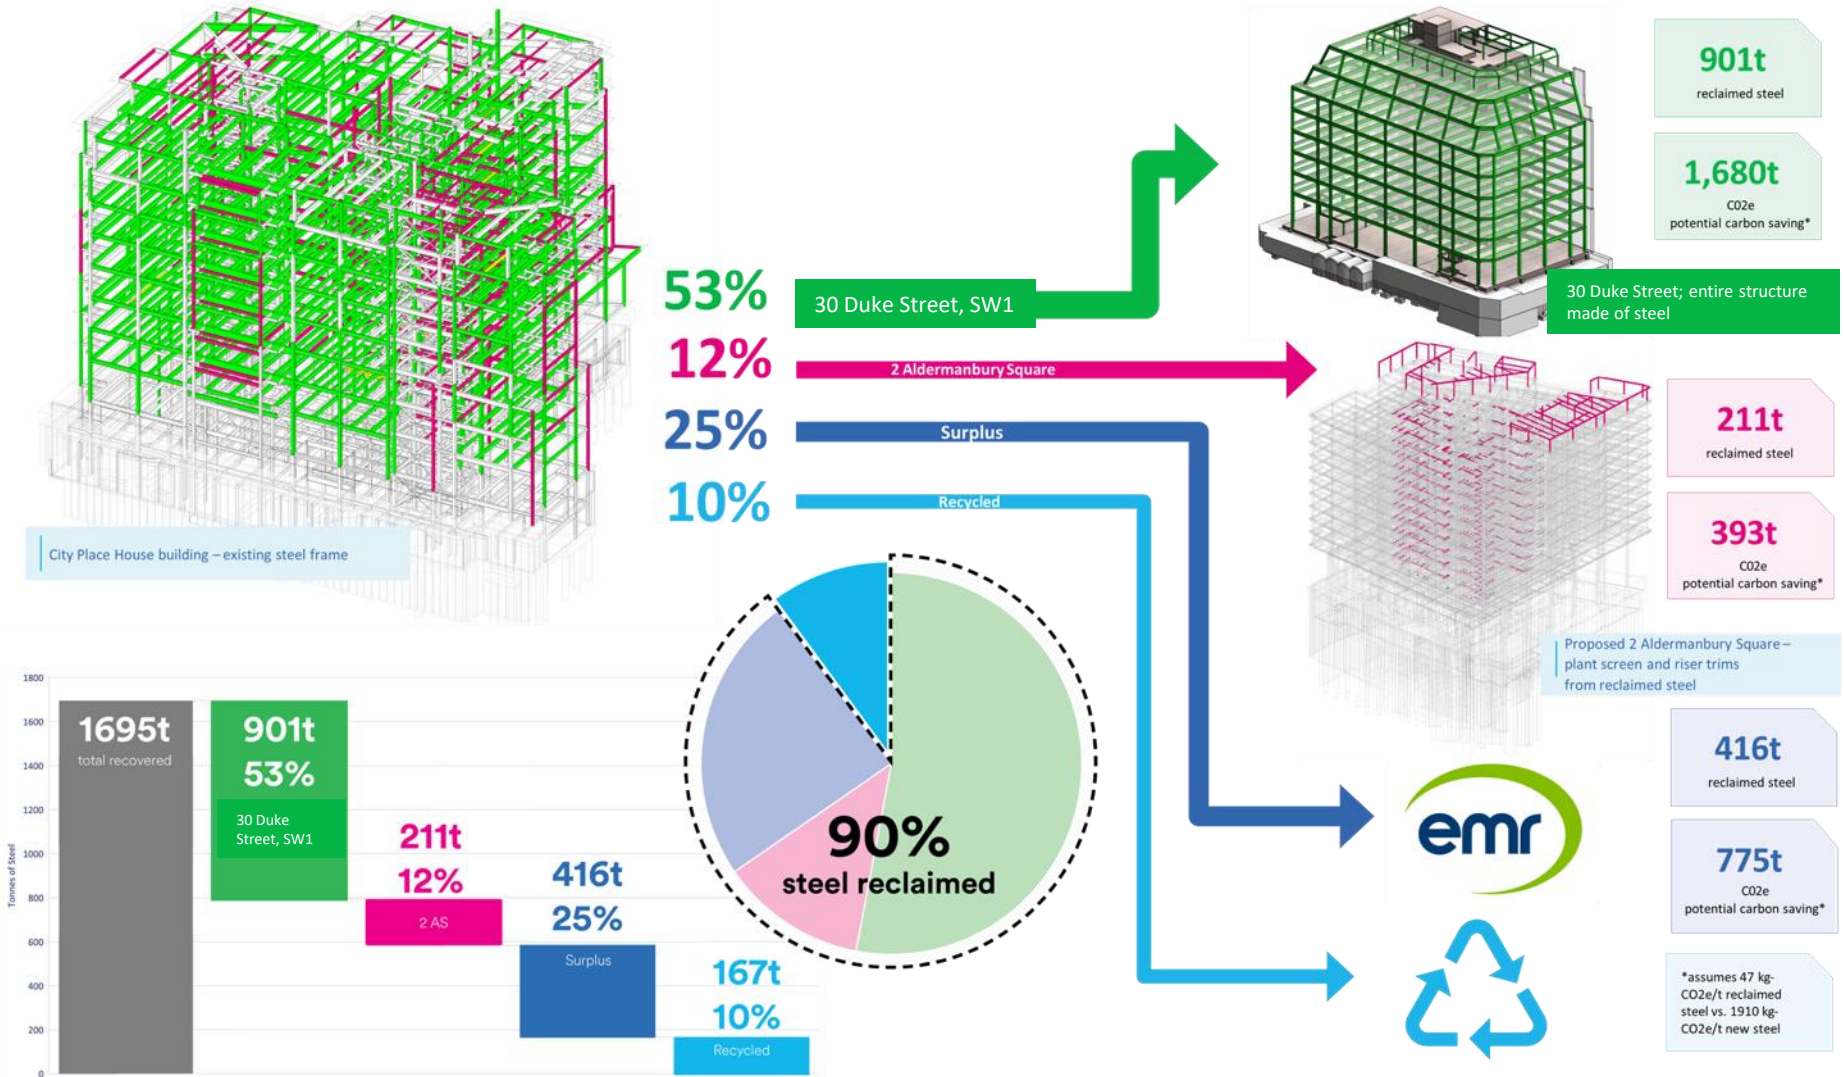 901t
reclaimed steel
1,680t
C02e
potential carbon saving*
53%
30 Duke Street, SW1
30 Duke Street; entire structure
made of steel
12%
2 Aldermanbury Square
25%
Surplus
10%
Recycled
211t
reclaimed steel
393t
C02e
potential carbon saving*
City Place House building – existing steel frame
Proposed 2 Aldermanbury Square –
plant screen and riser trims
from reclaimed steel
416t
reclaimed steel
775t
C02e
potential carbon saving*
emr
*assumes 47 kg-
CO2e/t reclaimed
steel vs. 1910 kg-
CO2e/t new steel
90%
steel reclaimed
Tonnes of Steel
1800
1600
1400
1200
1000
800
600
400
200
0
1695t
total recovered
901t
53%
30 Duke
Street, SW1
211t
12%
2 AS
416t
25%
Surplus
167t
10%
Recycled